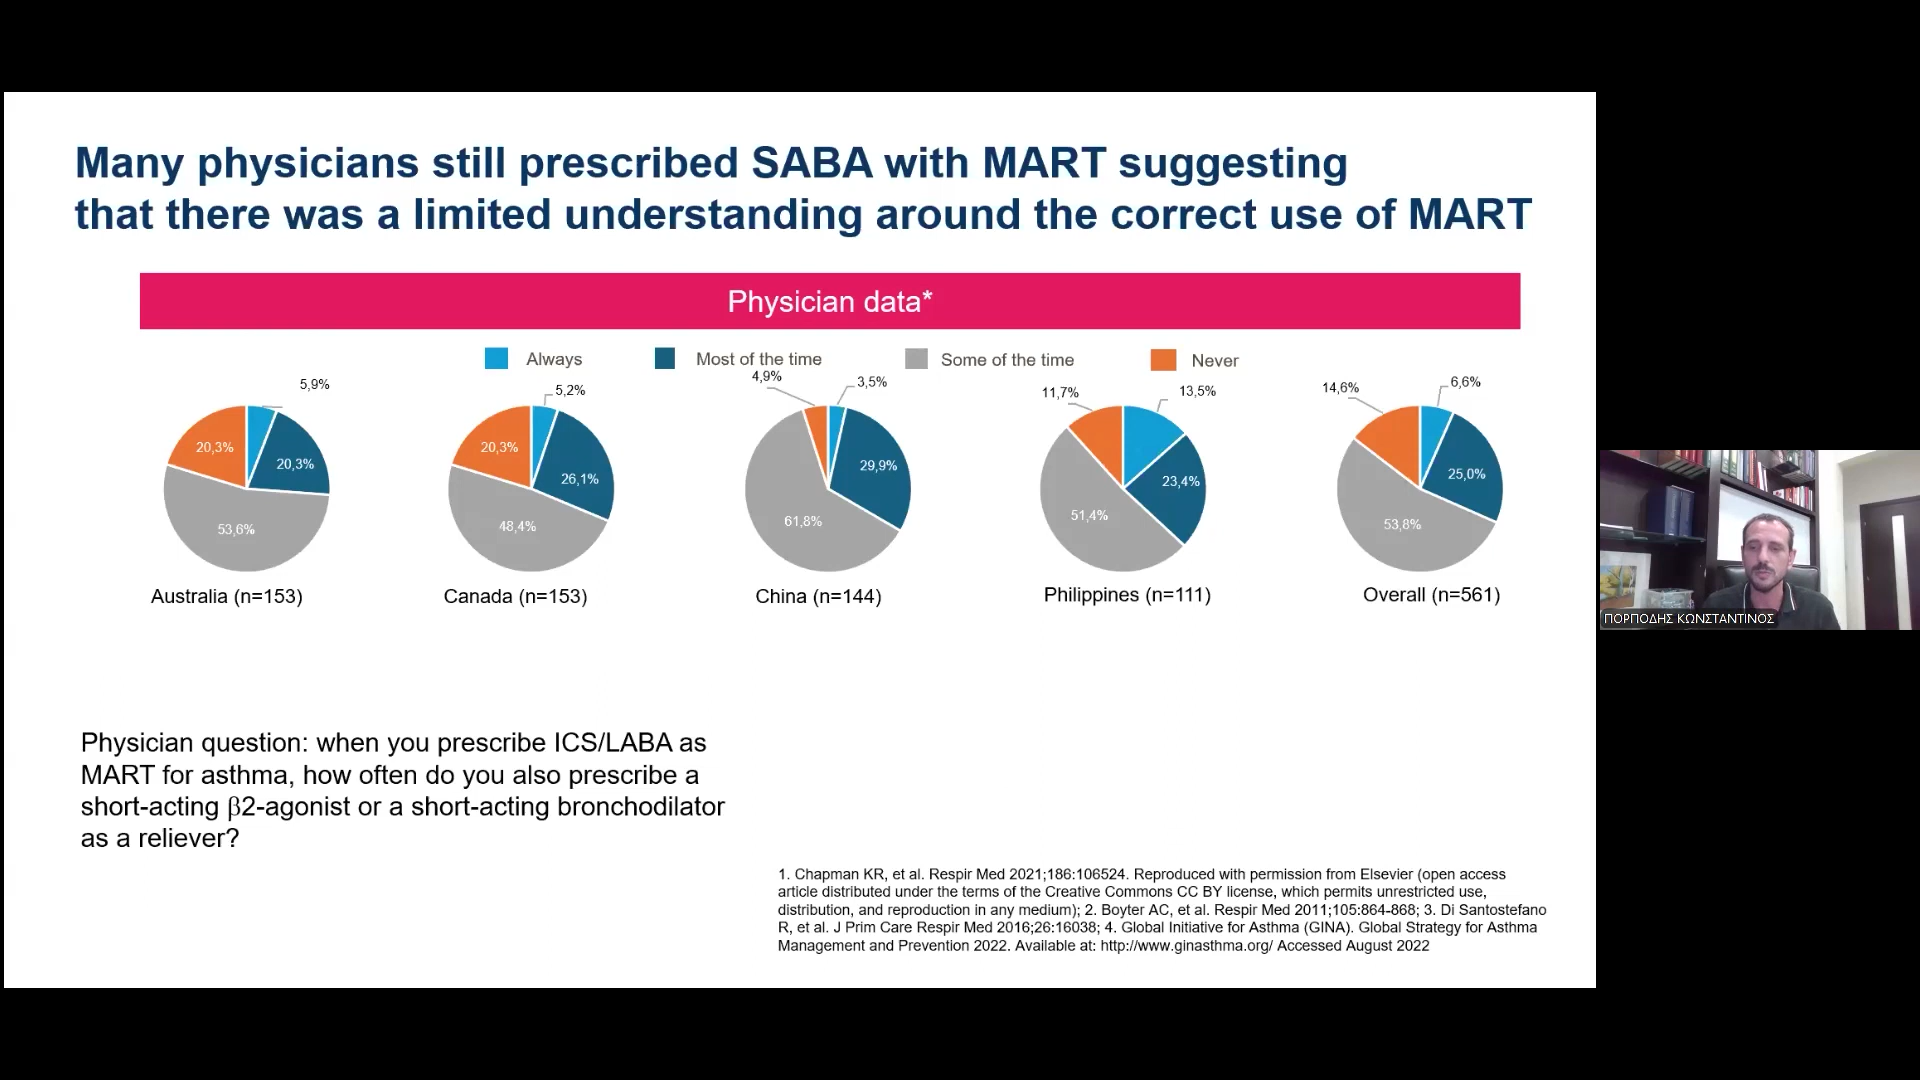 Many physicians still prescribed SABA with MART suggesting
that there was a limited understanding around the correct use of MART
Physician data*
Always
Most of the time
Some of the time
Never
5,9%
20,3%
20,3%
53,6%
Australia (n=153)
5,2%
20,3%
26,1%
48,4%
Canada (n=153)
4,9%
3,5%
29,9%
61,8%
China (n=144)
11,7%
13,5%
23,4%
51,4%
Philippines (n=111)
14,6%
6,6%
25,0%
53,8%
Overall (n=561)
Physician question: when you prescribe ICS/LABA as
MART for asthma, how often do you also prescribe a
short-acting β2-agonist or a short-acting bronchodilator
as a reliever?
1. Chapman KR, et al. Respir Med 2021;186:106524. Reproduced with permission from Elsevier (open access
article distributed under the terms of the Creative Commons CC BY license, which permits unrestricted use,
distribution, and reproduction in any medium); 2. Boyter AC, et al. Respir Med 2011;105:864-868; 3. Di Santostefano
R, et al. J Prim Care Respir Med 2016;26:16038; 4. Global Initiative for Asthma (GINA). Global Strategy for Asthma
Management and Prevention 2022. Available at: http://www.ginasthma.org/ Accessed August 2022
ΠΟΡΠΟΔΗΣ ΚΩΝΣΤΑΝΤΙΝΟΣ